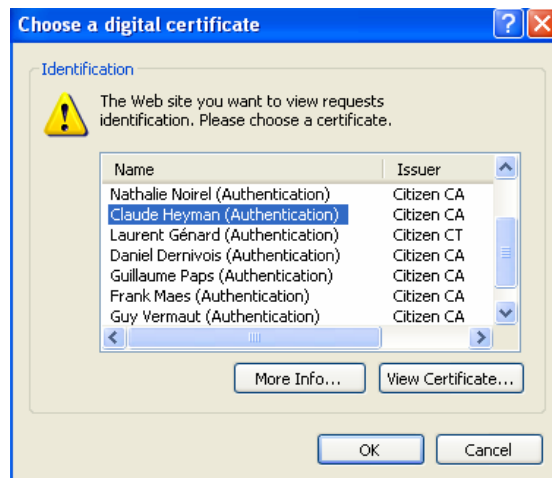 Choose a digital certificate
Identification
The Web site you want to view requests
identification. Please choose a certificate.
Name Issuer
Nathalie Noirel (Authentication) Citizen CA
Claude Heyman (Authentication) Citizen CA
Laurent Génard (Authentication) Citizen CT
Daniel Dernivois (Authentication) Citizen CA
Guillaume Paps (Authentication) Citizen CA
Frank Maes (Authentication) Citizen CA
Guy Vermaut (Authentication) Citizen CA
More Info... View Certificate...
OK Cancel